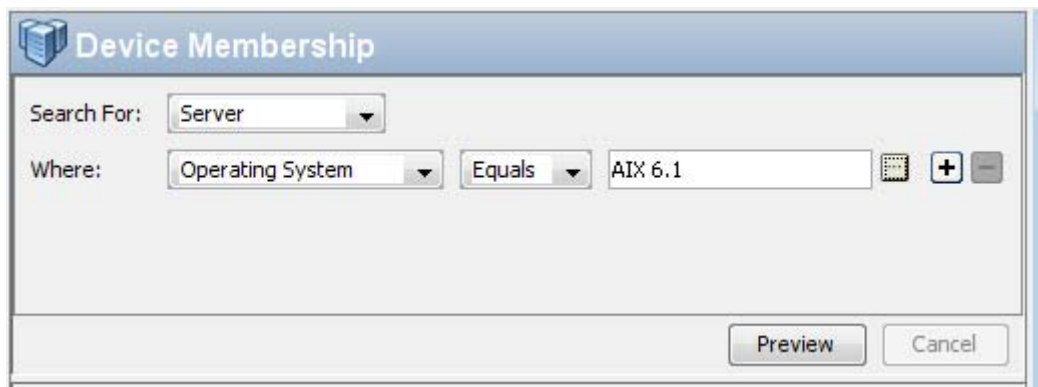 Device Membership
Search For: Server
Where: Operating System Equals AIX 6.1
Preview Cancel